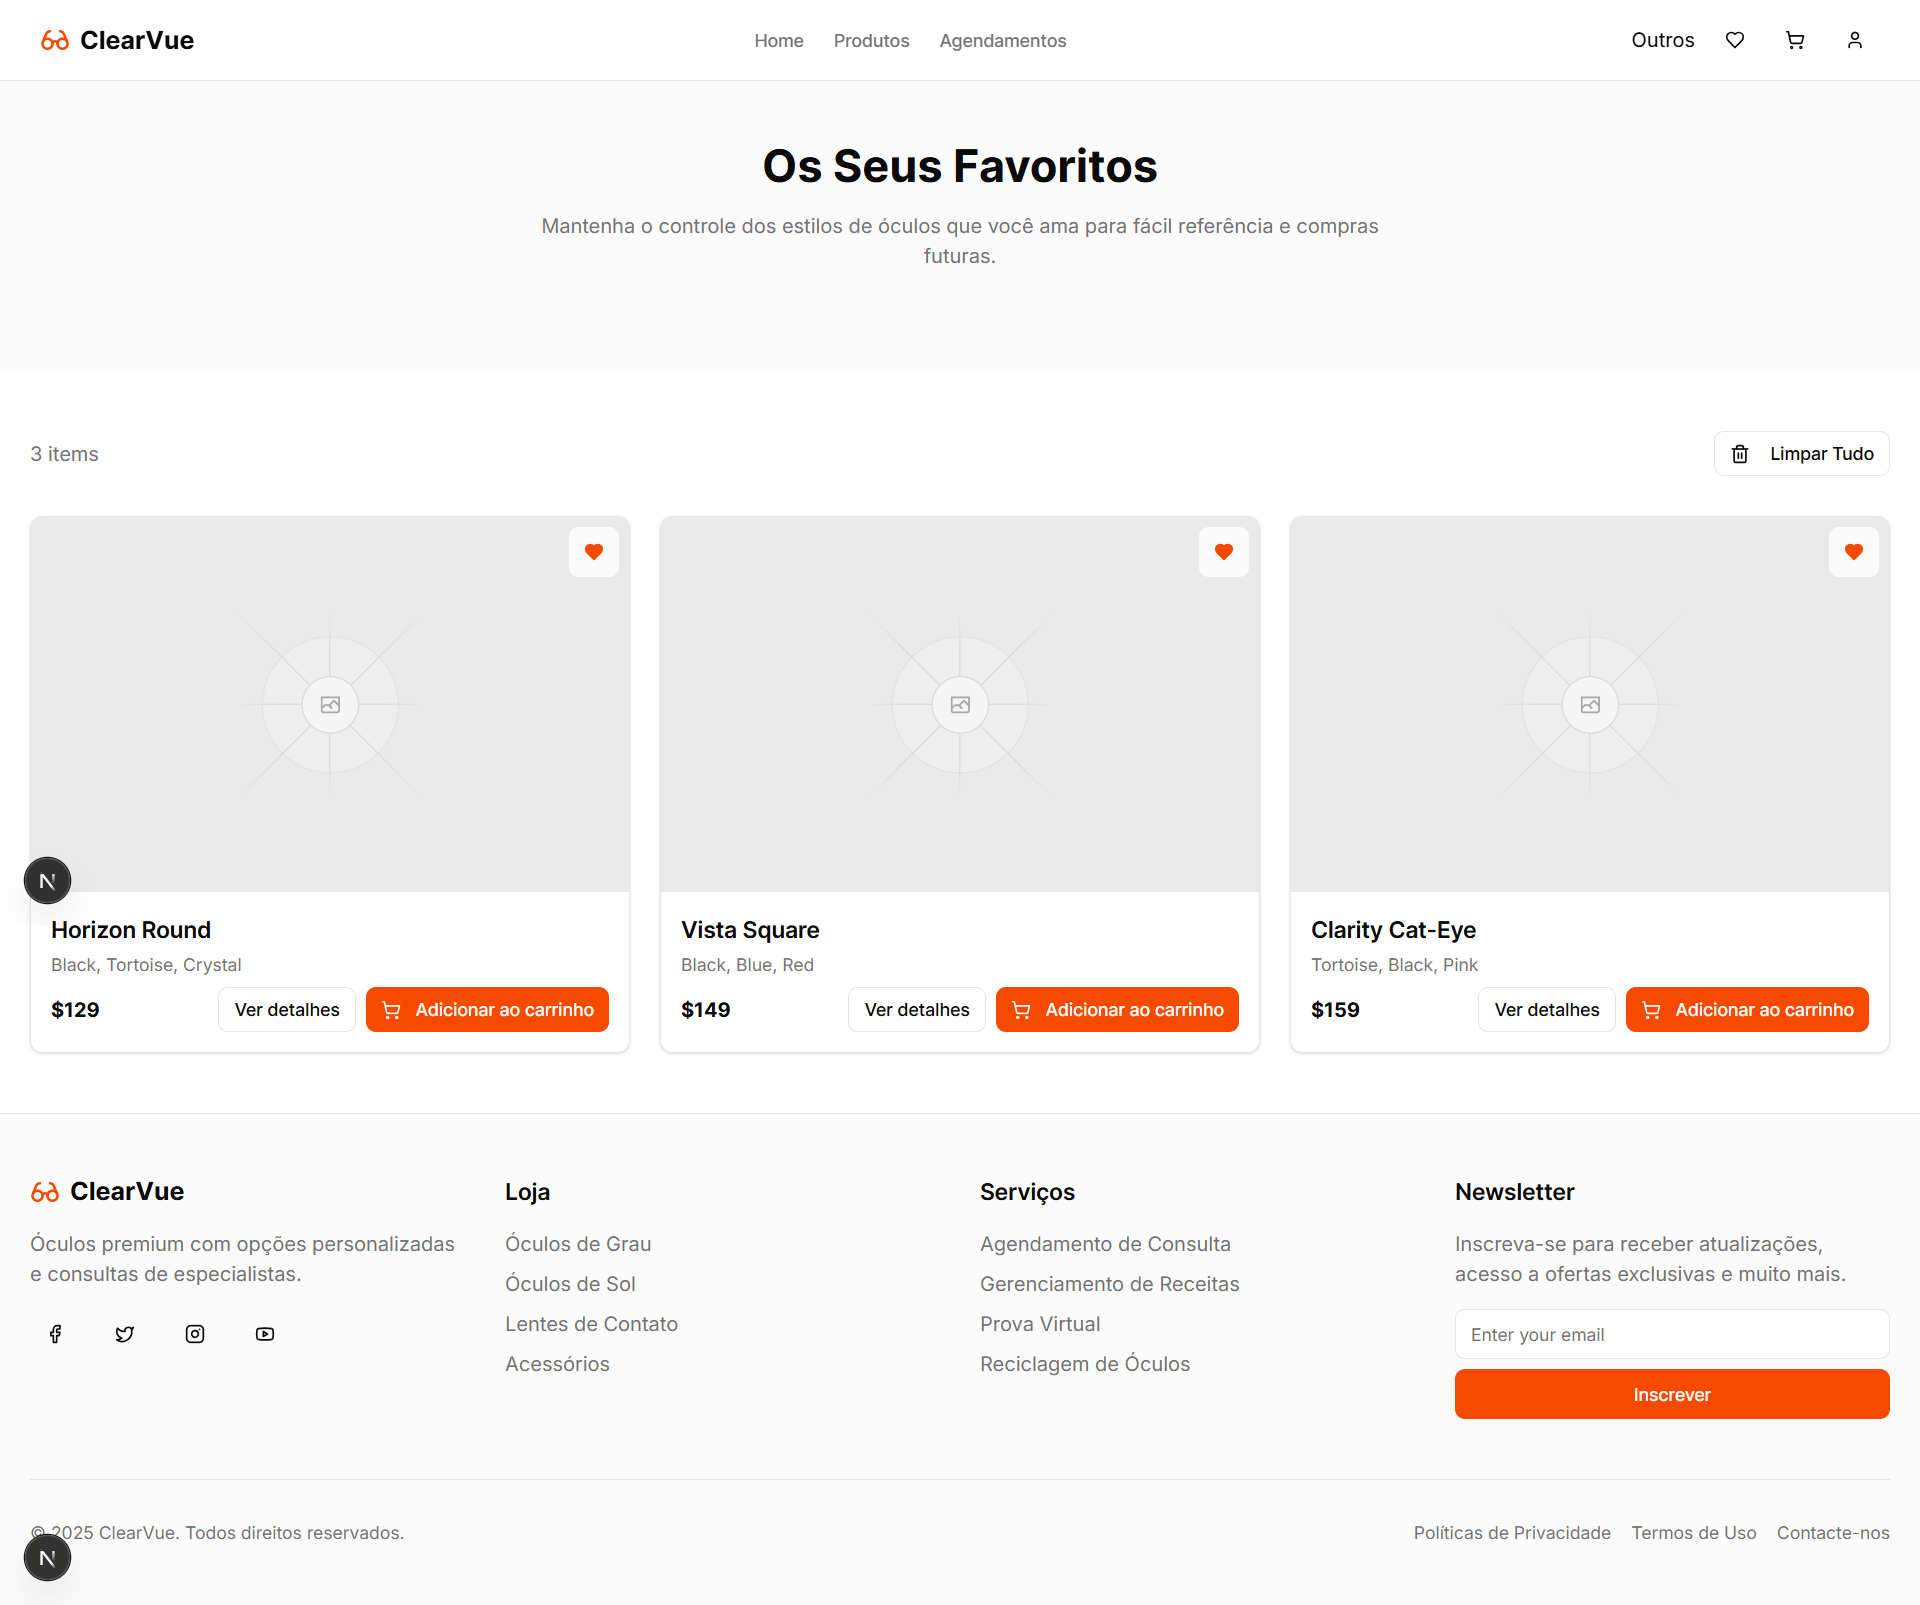 ClearVue
Home Produtos Agendamentos
Outros
Os Seus Favoritos
Mantenha o controle dos estilos de óculos que você ama para fácil referência e compras
futuras.
3 items
Limpar Tudo
Horizon Round
Black, Tortoise, Crystal
$129 Ver detalhes Adicionar ao carrinho
Vista Square
Black, Blue, Red
$149 Ver detalhes Adicionar ao carrinho
Clarity Cat-Eye
Tortoise, Black, Pink
$159 Ver detalhes Adicionar ao carrinho
N
ClearVue
Óculos premium com opções personalizadas
e consultas de especialistas.
Loja
Óculos de Grau
Óculos de Sol
Lentes de Contato
Acessórios
Serviços
Agendamento de Consulta
Gerenciamento de Receitas
Prova Virtual
Reciclagem de Óculos
Newsletter
Inscreva-se para receber atualizações,
acesso a ofertas exclusivas e muito mais.
Enter your email
Inscrever
© 2025 ClearVue. Todos direitos reservados.
Políticas de Privacidade Termos de Uso Contacte-nos
N